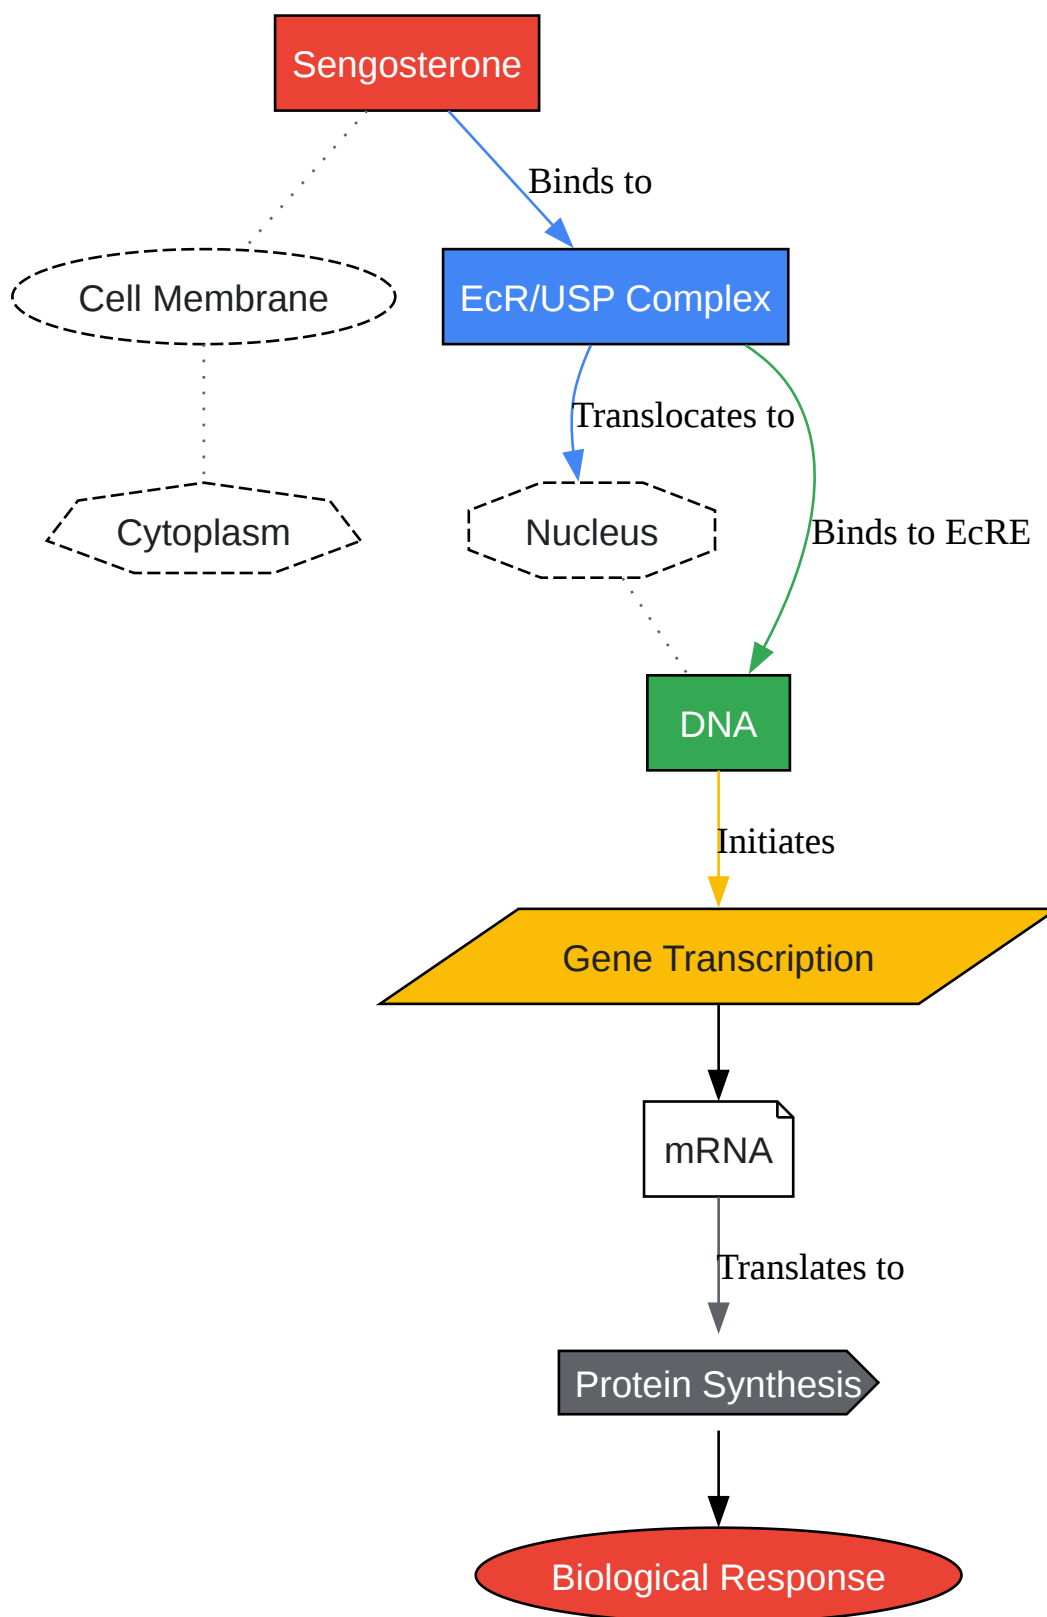 Sengosterone
Binds to
Cell Membrane
EcR/USP Complex
Translocates to
Cytoplasm
Nucleus
Binds to EcRE
DNA
Initiates
Gene Transcription
mRNA
Translates to
Protein Synthesis
Biological Response